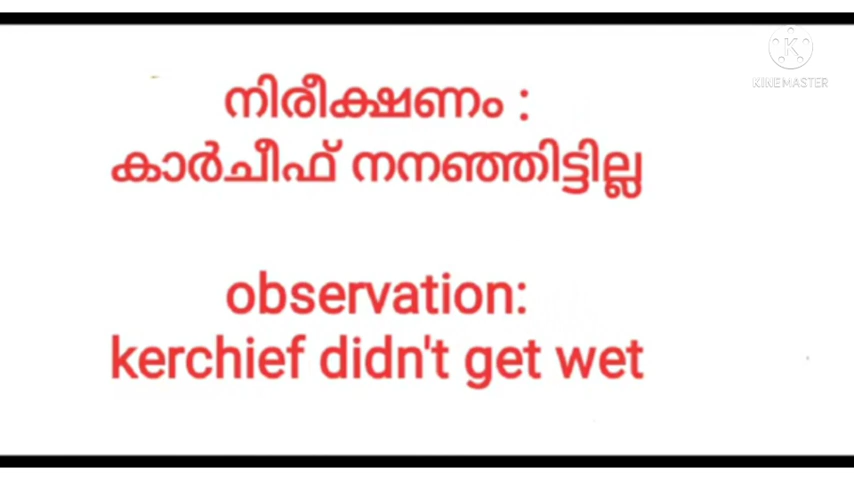 KINEMASTER
നിരീക്ഷണം :
കാർചീഫ് നനഞ്ഞിട്ടില്ല
observation:
kerchief didn't get wet